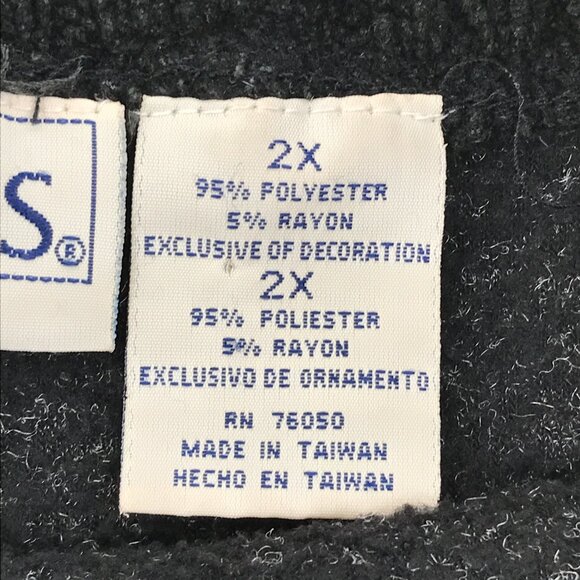 S®
2X
95% POLYESTER
5% RAYON
EXCLUSIVE OF DECORATION
2X
95% POLIESTER
5% RAYON
EXCLUSIVO DE ORNAMENTO
RN 76050
MADE IN TAIWAN
HECHO EN TAIWAN